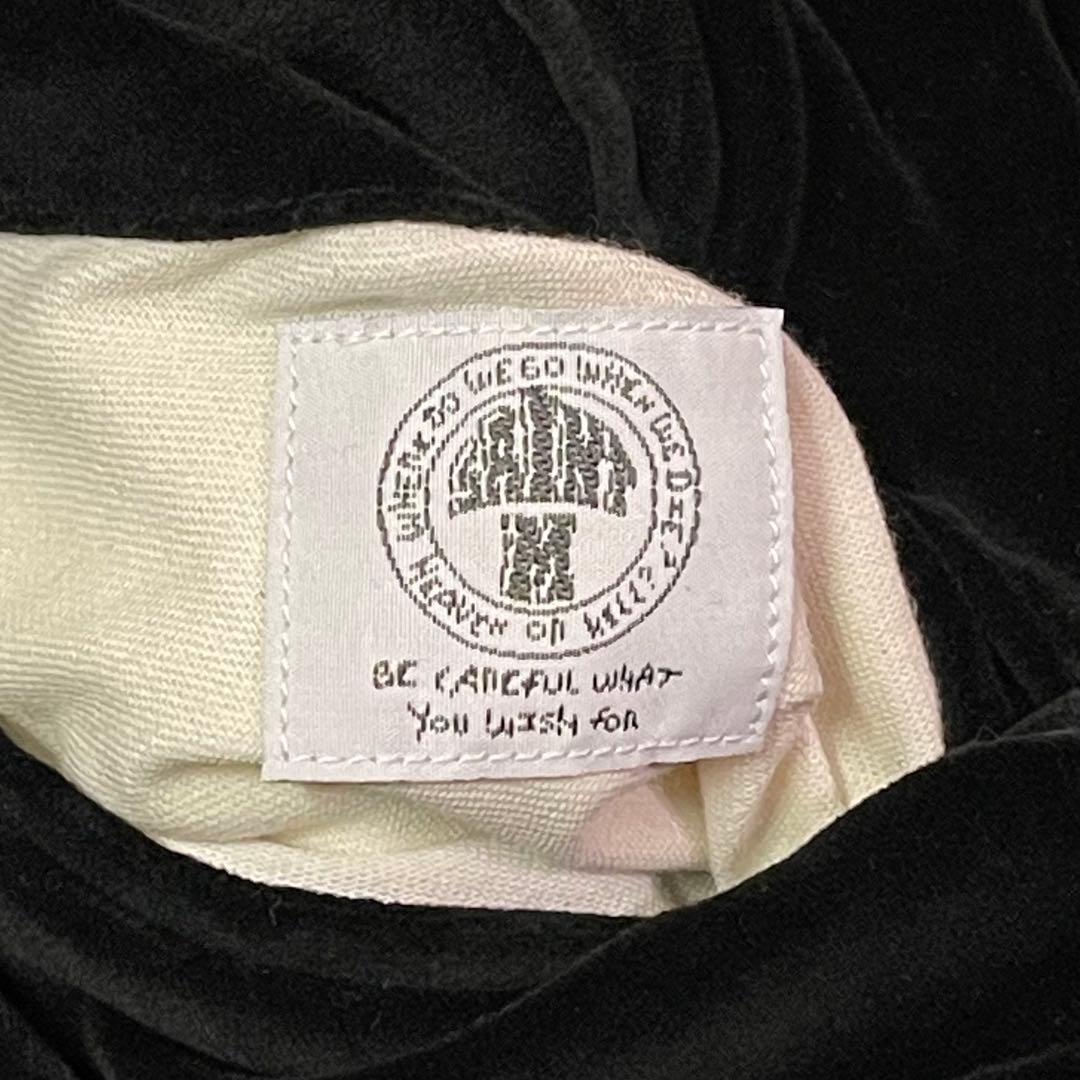 WHERE DO WE GO WHEN WE DIE?
HEAVEN OR HELL?
BE CAREFUL WHAT
YOU WISH FOR